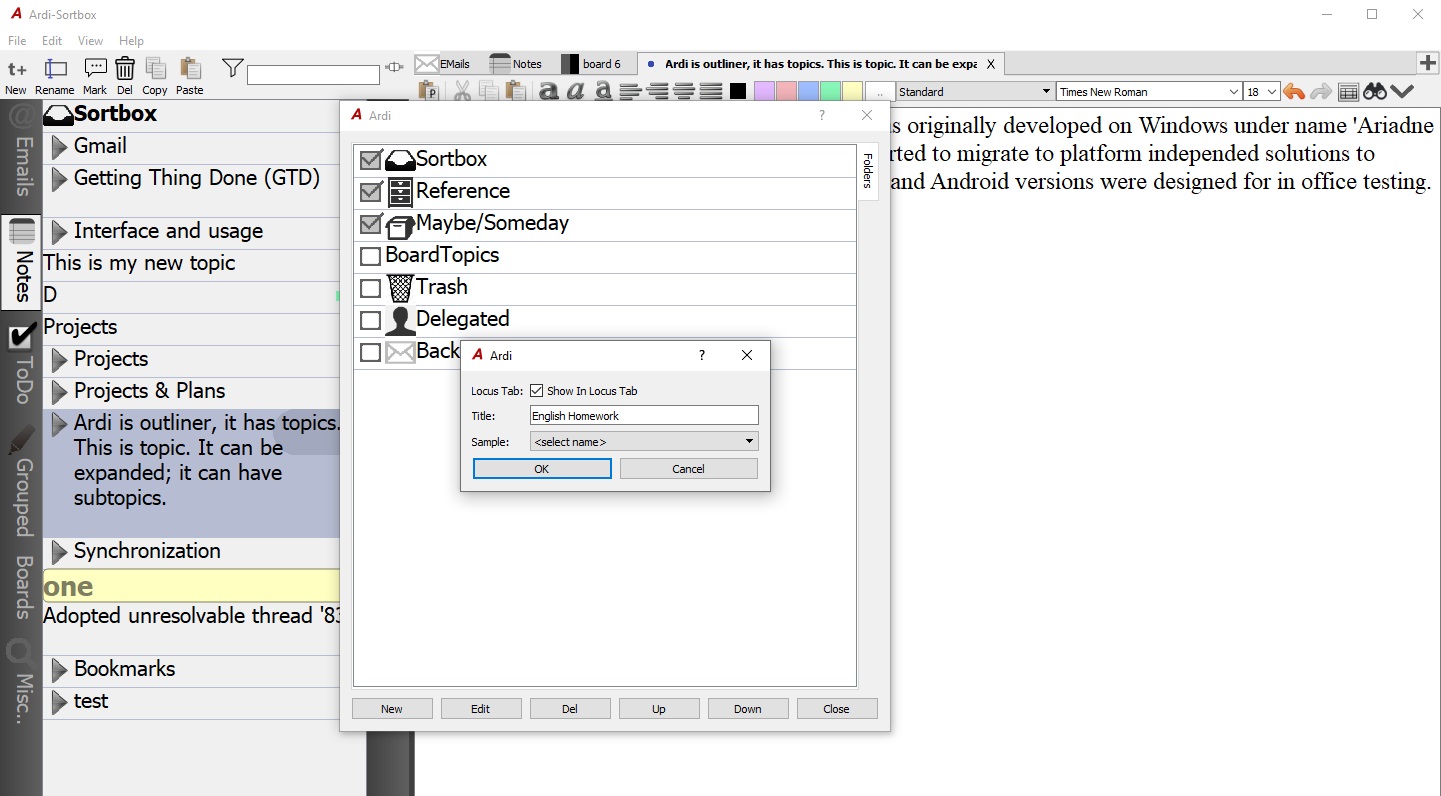 Ardi-Sortbox
File Edit View Help
t+
New Rename Mark Del Copy Paste
EMails
Notes
board 6
Ardi is outliner, it has topics. This is topic. It can be expa X
Standard
Times New Roman
18
@ Emails
Notes
ToDo
Grouped
Boards
Misc..
Sortbox
Gmail
Getting Thing Done (GTD)
Interface and usage
This is my new topic
D
Projects
Projects
Projects & Plans
Ardi is outliner, it has topics.
This is topic. It can be
expanded; it can have
subtopics.
Synchronization
one
Adopted unresolvable thread '83
Bookmarks
test
Ardi
?
Sortbox
Reference
Maybe/Someday
BoardTopics
Trash
Delegated
Back
Folders
New Edit Del Up Down Close
Ardi
?
Locus Tab: Show In Locus Tab
Title: English Homework
Sample: <select name>
OK Cancel
s originally developed on Windows under name 'Ariadne
rted to migrate to platform independed solutions to
and Android versions were designed for in office testing.